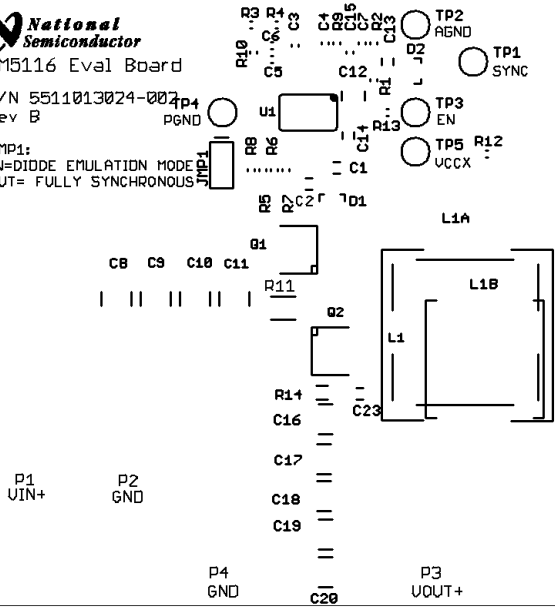 National
Semiconductor
M5116 Eval Board
/N 5511013024-002
ev B
MP1:
N=DIODE EMULATION MODE
UT= FULLY SYNCHRONOUS
TP4
PGND
JMP1
R3
R4
C6
C3
C4
R9
C15
C7
R2
C13
R10
C5
C12
D2
TP2
AGND
TP1
SYNC
R1
U1
R13
TP3
EN
C14
TP5
VCCX
R12
R8
R6
C1
R5
R7
C2
D1
Q1
L1A
C8
C9
C10
C11
R11
L1B
Q2
L1
R14
C23
C16
C17
P1
VIN+
P2
GND
C18
C19
P4
GND
P3
VOUT+
C20